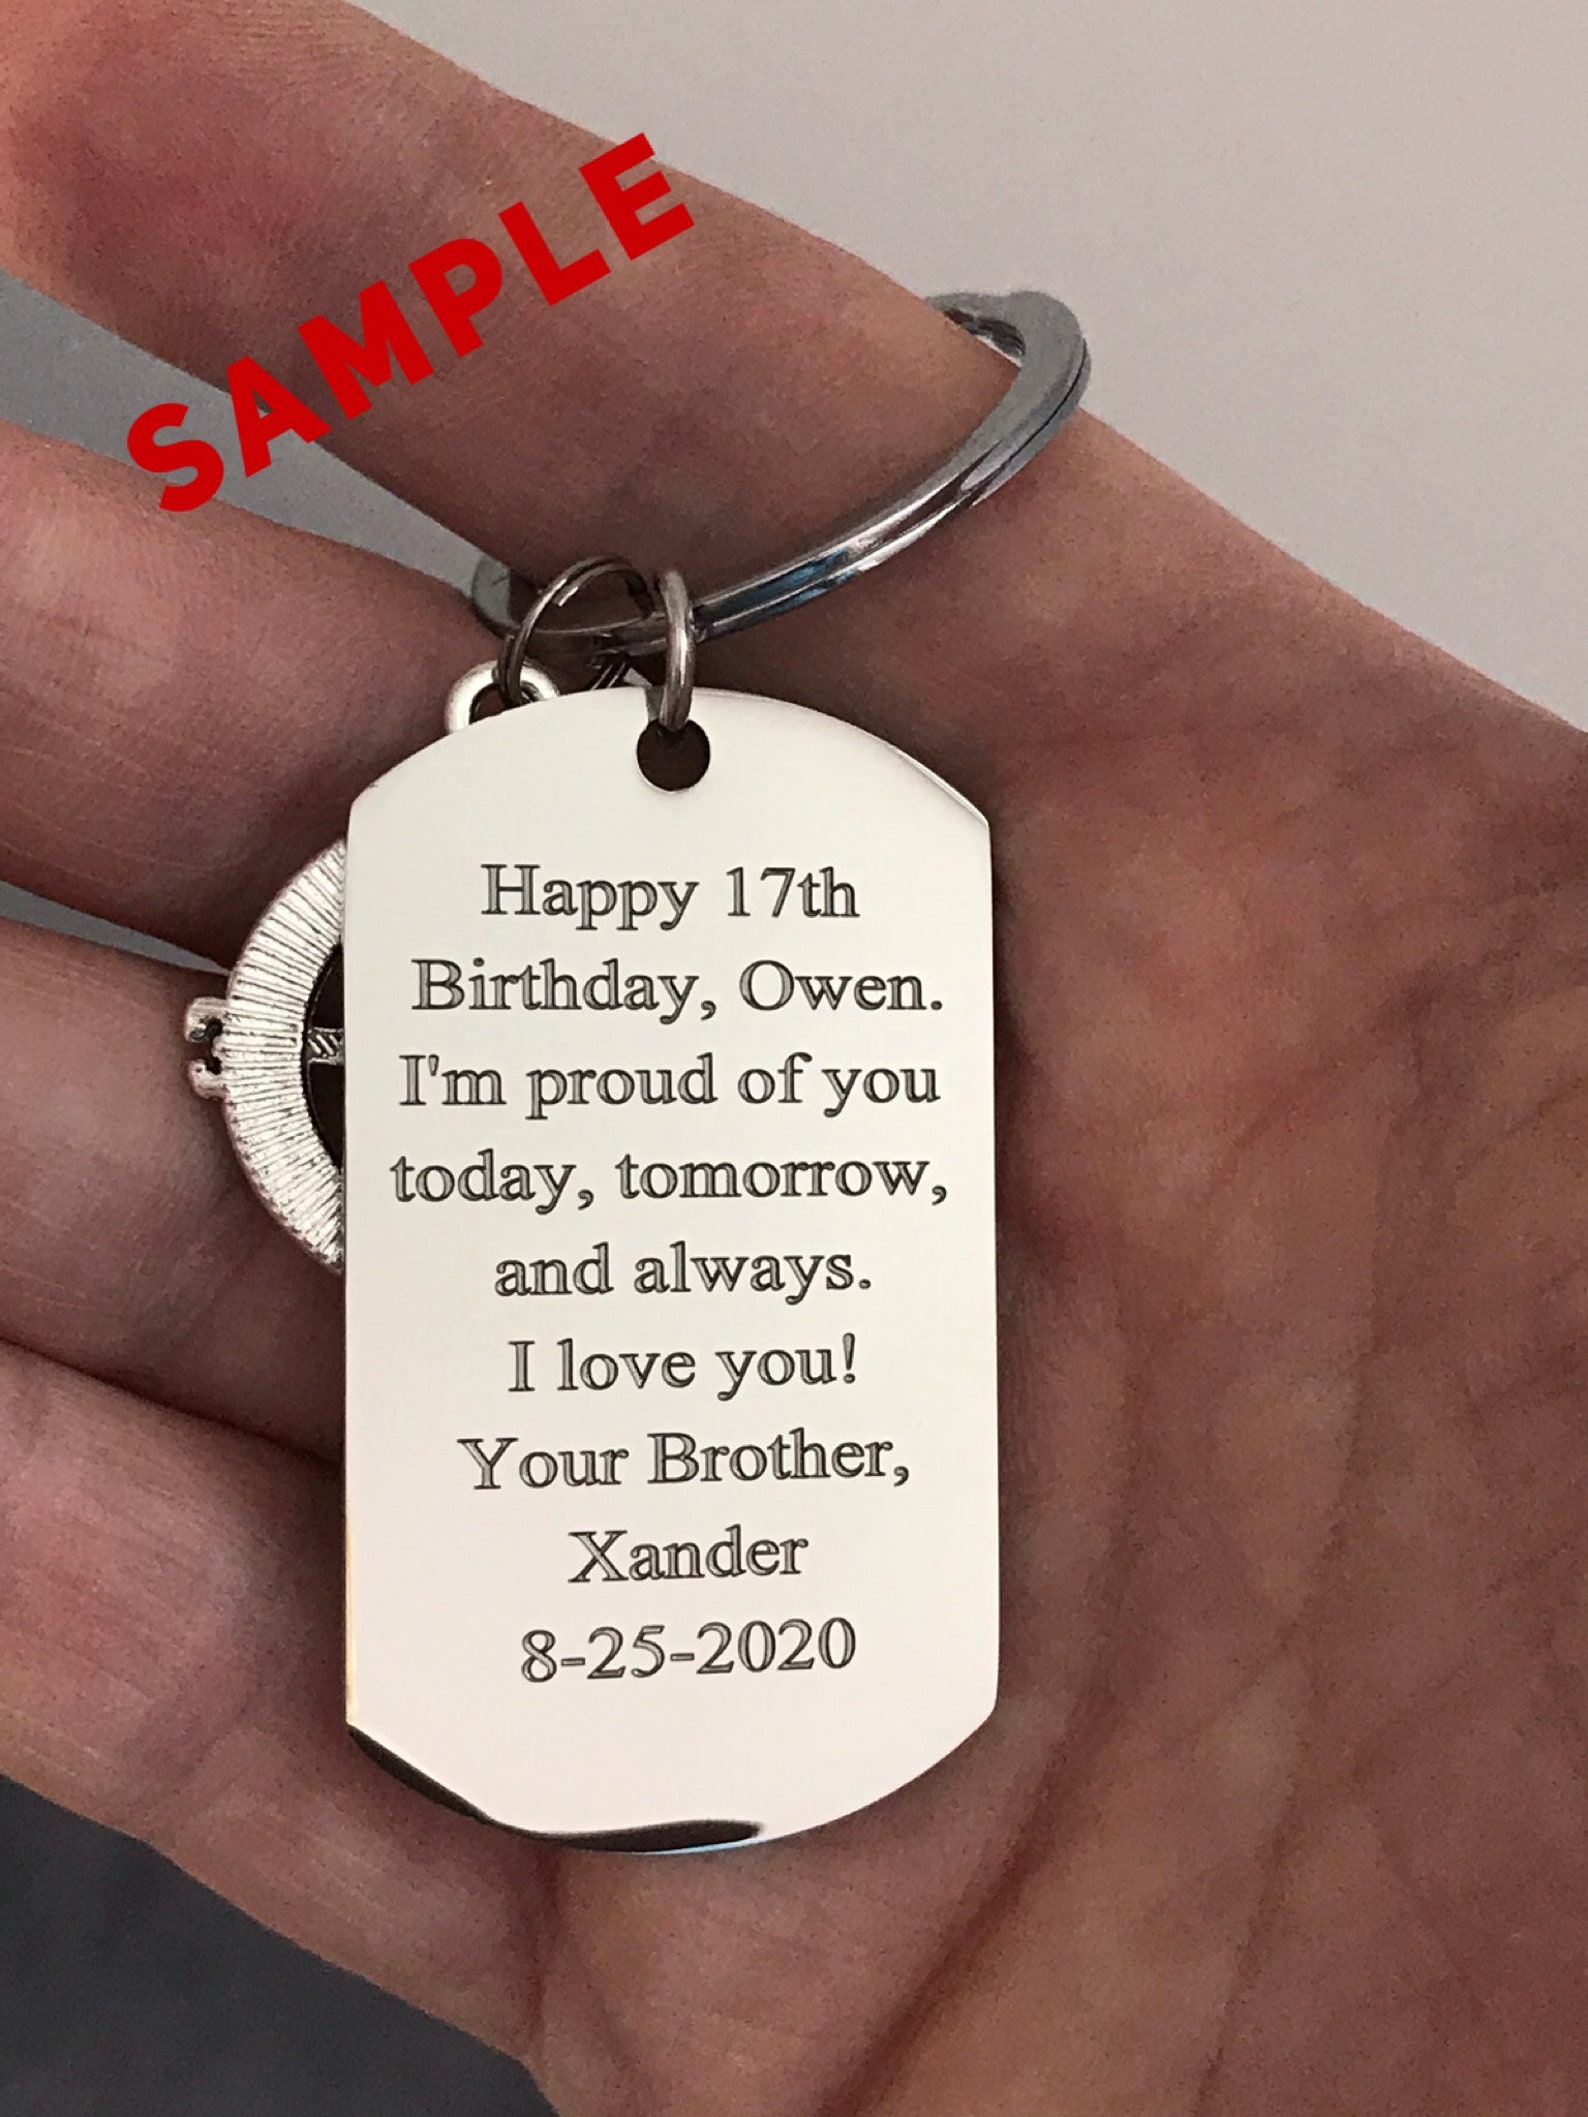 SAMPLE
Happy 17th
Birthday, Owen.
I'm proud of you
today, tomorrow,
and always.
I love you!
Your Brother,
Xander
8-25-2020